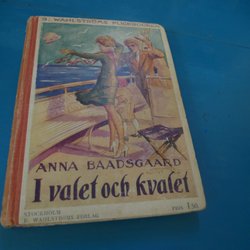 B. WAHLSTRÖMS FLICKBÖCKER
ANNA BAADSGAARD
I valet och kvalet
STOCKHOLM
B. WAHLSTRÖMS FÖRLAG
PRIS 1.50